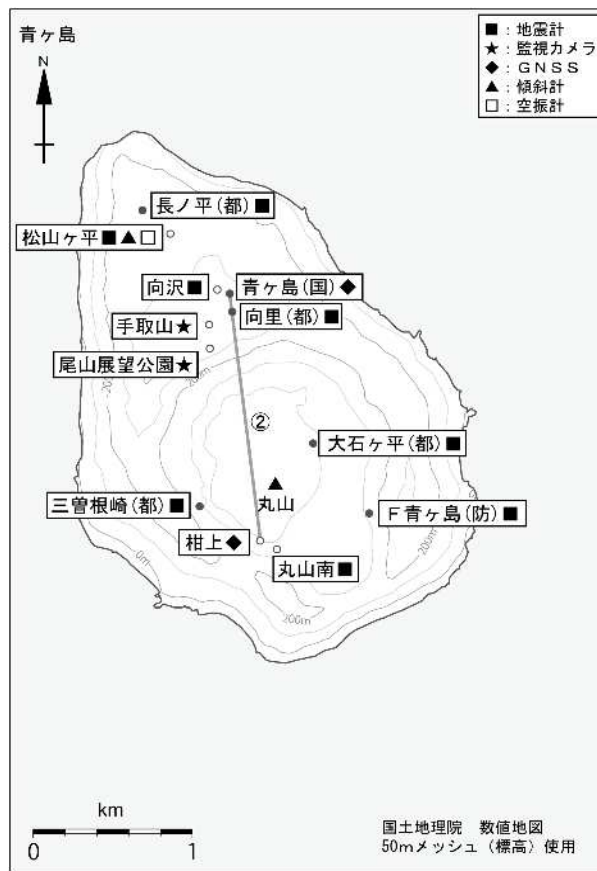 青ヶ島
■：地震計
★：監視カメラ
◆：ＧＮＳＳ
▲：傾斜計
□：空振計
N
長ノ平(都)■
松山ヶ平■▲□
向沢■
青ヶ島(国)◆
向里(都)■
手取山★
尾山展望公園★
②
大石ヶ平(都)■
丸山
三曽根崎(都)■
Ｆ青ヶ島(防)■
柑上◆
丸山南■
0m
200m
200m
km
0 1
国土地理院 数値地図
50mメッシュ（標高）使用